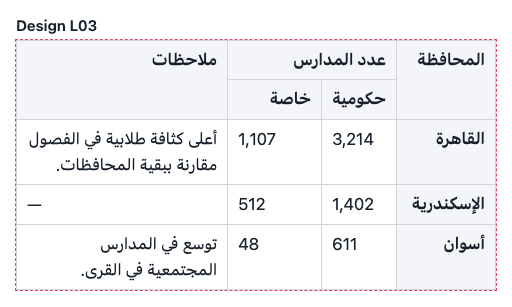 Design L03
المحافظة عدد المدارس ملاحظات
حكومية خاصة
القاهرة 3,214 1,107 أعلى كثافة طلابية في الفصول
مقارنة ببقية المحافظات.
الإسكندرية 1,402 512 —
أسوان 611 48 توسع في المدارس
المجتمعية في القرى.